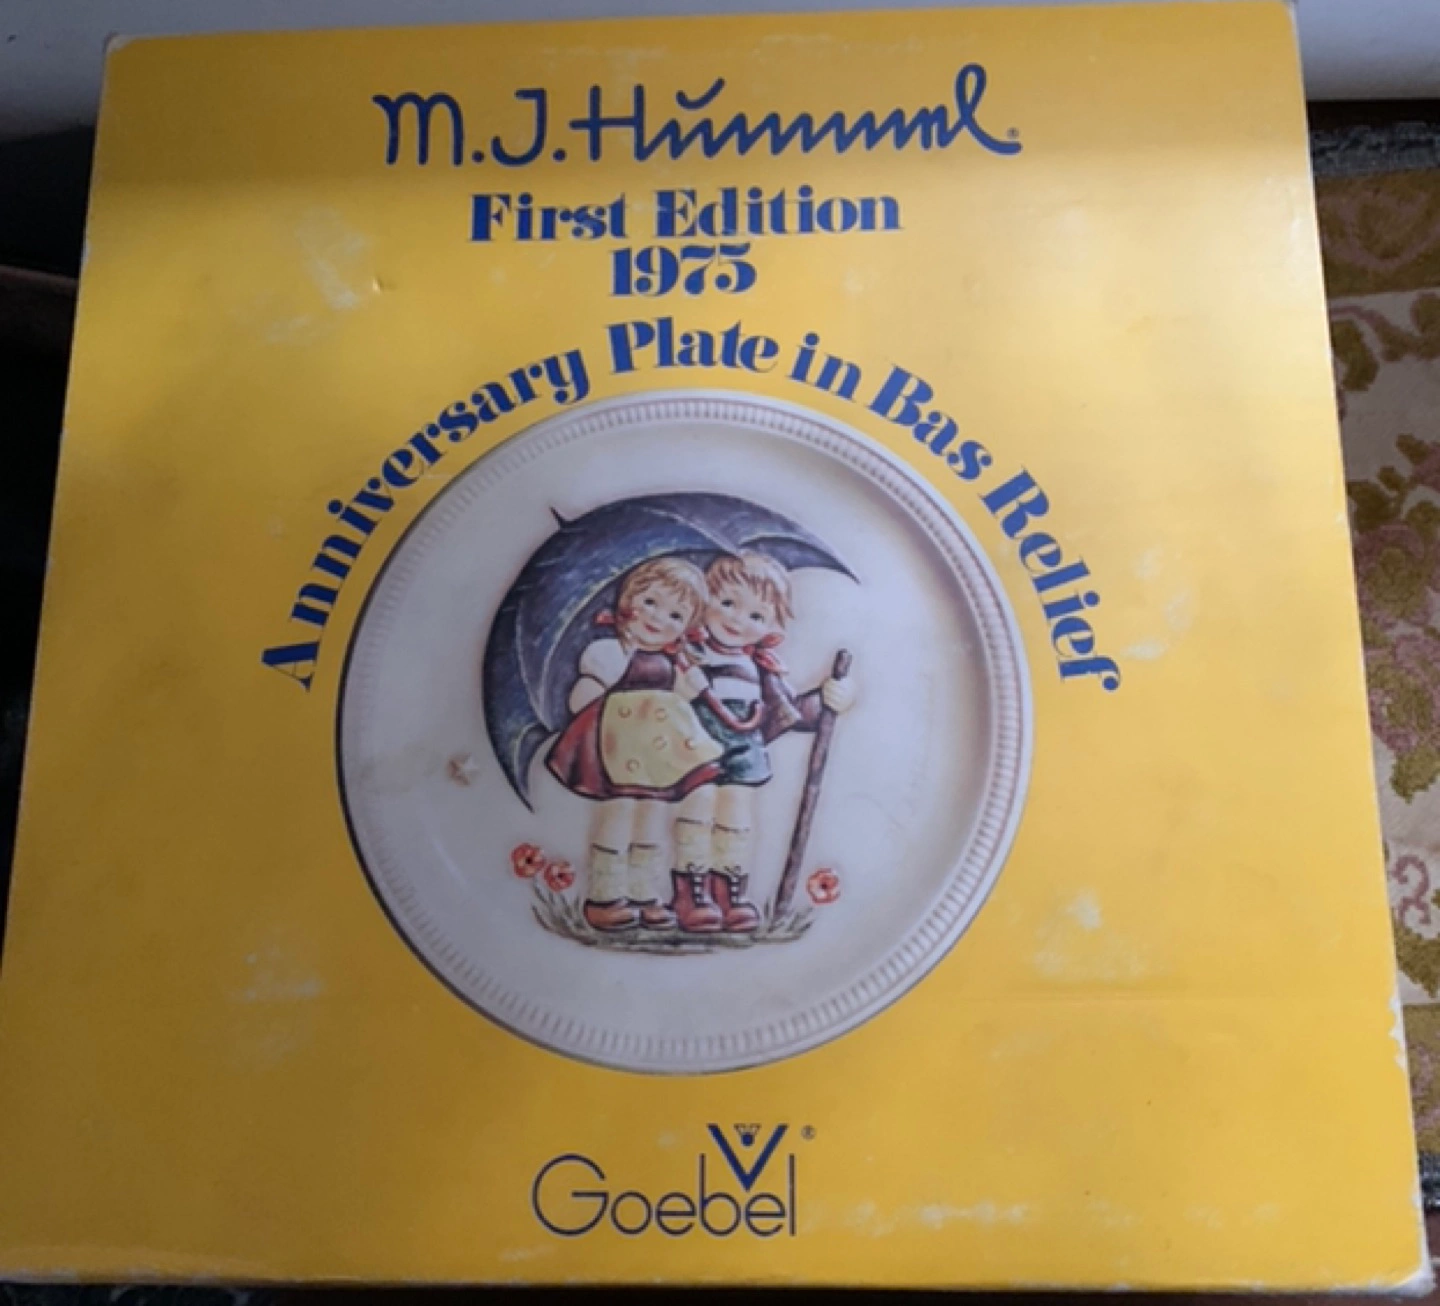 M.J. Hummel ®
First Edition
1975
Anniversary Plate in Bas Relief
Goebel ®